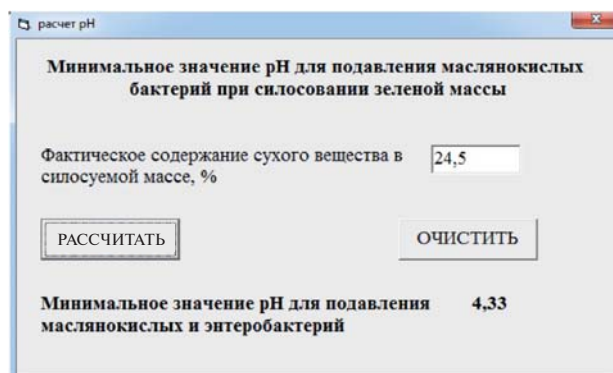 расчет pH
Минимальное значение pH для подавления маслянокислых
бактерий при силосовании зеленой массы
Фактическое содержание сухого вещества в
силосуемой массе, %
24,5
РАССЧИТАТЬ
ОЧИСТИТЬ
Минимальное значение pH для подавления
маслянокислых и энтеробактерий
4,33